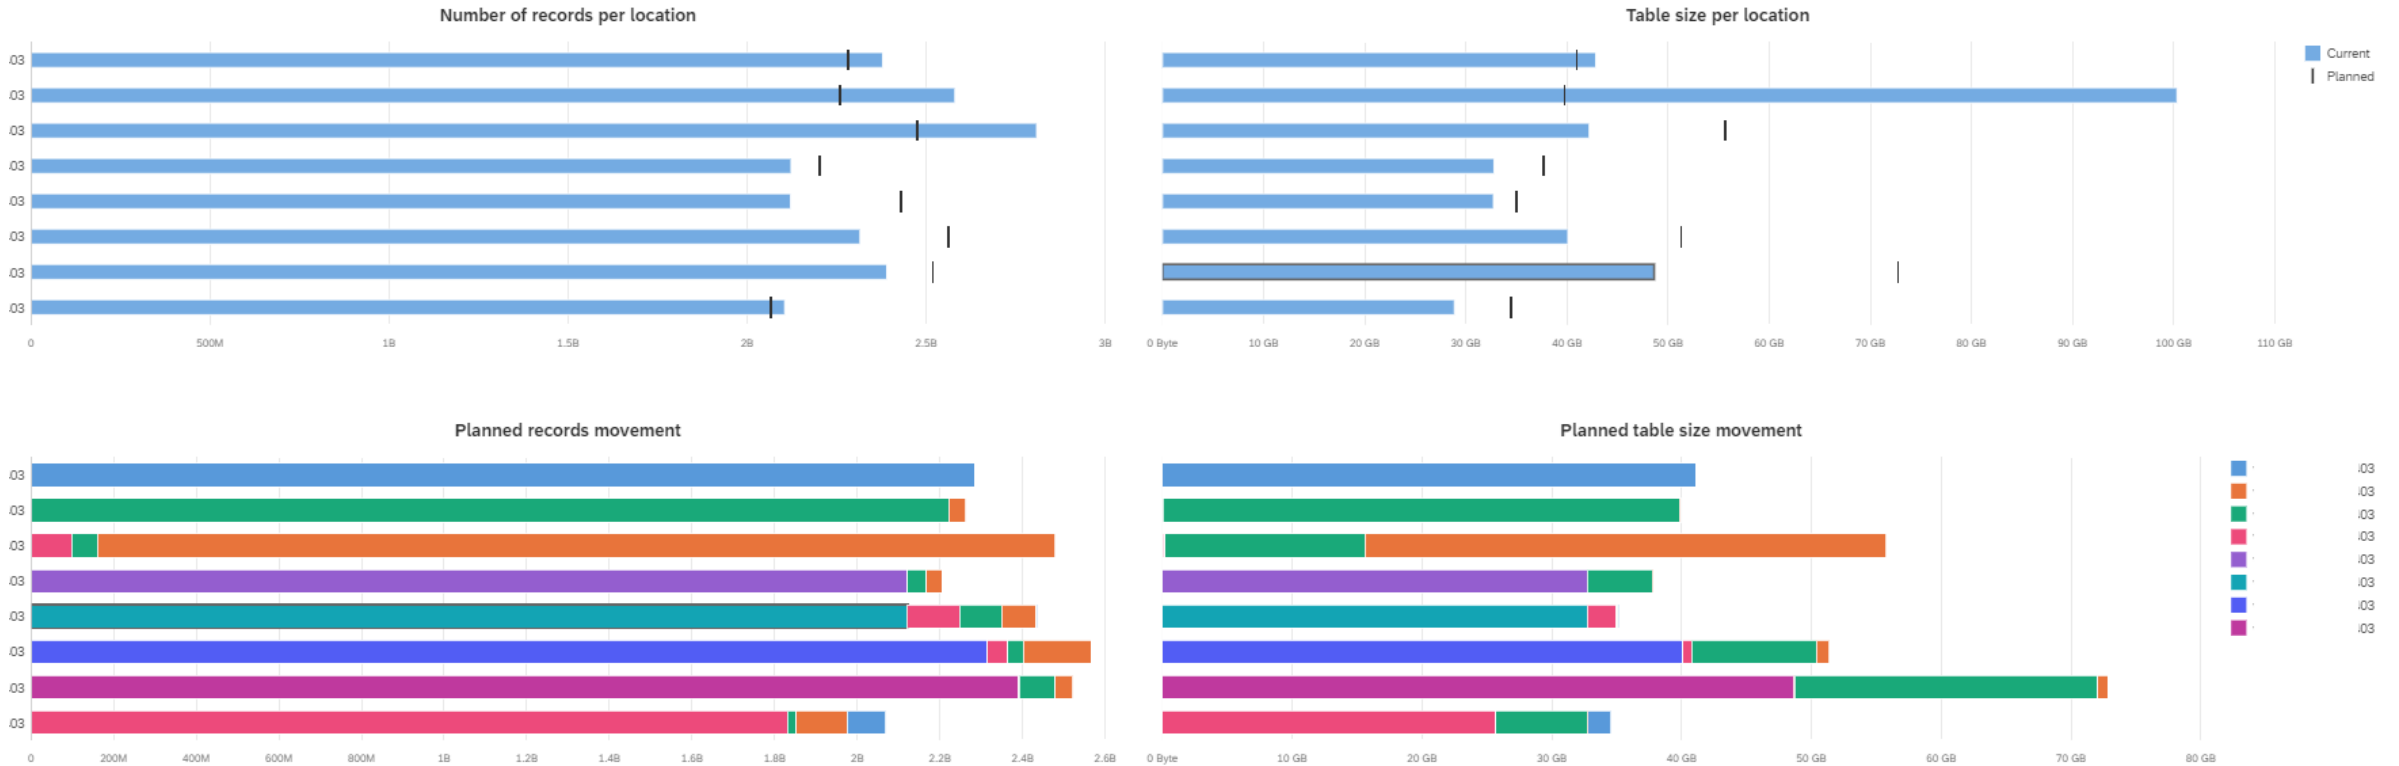 Number of records per location
03
03
03
03
03
03
03
03
0 500M 1B 1.5B 2B 2.5B 3B
Table size per location
0 Byte 10 GB 20 GB 30 GB 40 GB 50 GB 60 GB 70 GB 80 GB 90 GB 100 GB 110 GB
Current
Planned
Planned records movement
03
03
03
03
03
03
03
03
0 200M 400M 600M 800M 1B 1.2B 1.4B 1.6B 1.8B 2B 2.2B 2.4B 2.6B
Planned table size movement
0 Byte 10 GB 20 GB 30 GB 40 GB 50 GB 60 GB 70 GB 80 GB
03
03
03
03
03
03
03
03